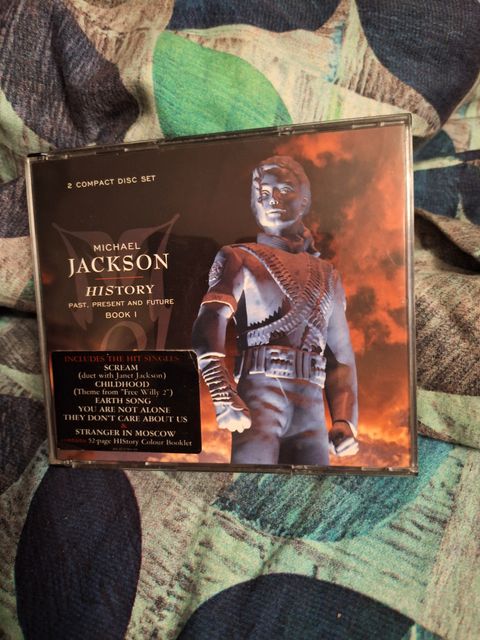 2 COMPACT DISC SET
MICHAEL
JACKSON
HISTORY
PAST, PRESENT AND FUTURE
BOOK I
INCLUDES THE HIT SINGLES
SCREAM
(duet with Janet Jackson)
CHILDHOOD
(Theme from "Free Willy 2")
EARTH SONG
YOU ARE NOT ALONE
THEY DON'T CARE ABOUT US
&
STRANGER IN MOSCOW
52-page HIStory Colour Booklet